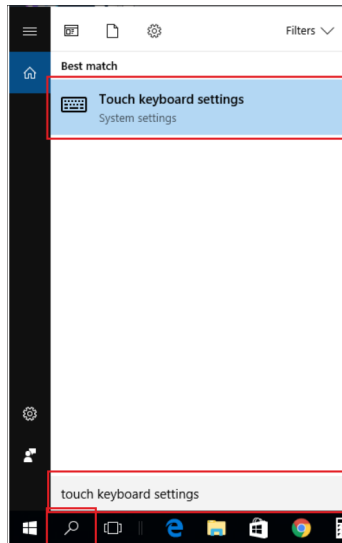 Filters
Best match
Touch keyboard settings
System settings
touch keyboard settings